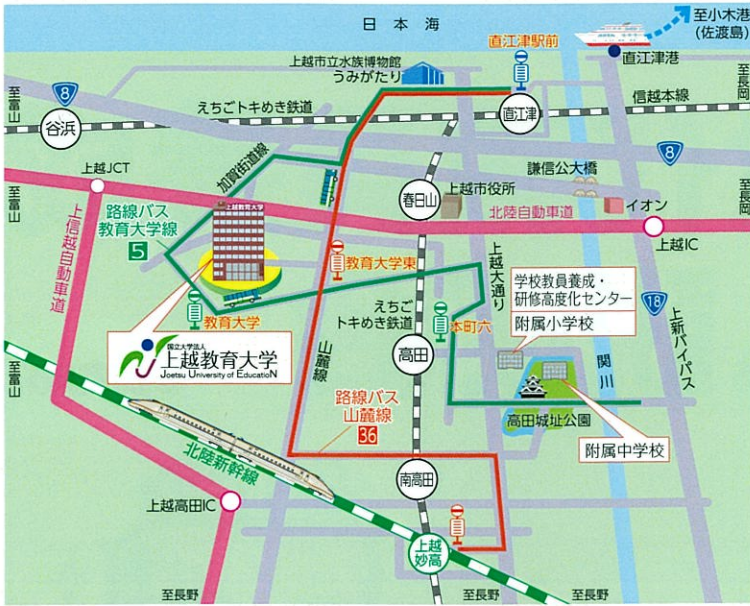 日本海
至小木港
(佐渡島)
直江津駅前
上越市立水族博物館
うみがたり
直江津港
至富山
8
えちごトキめき鉄道
信越本線
至長岡
至長岡
谷浜
直江津
加賀街道線
8
上越JCT
謙信公大橋
至富山
上越教育大学
春日山
上越市役所
イオン
至長岡
路線バス
教育大学線
5
北陸自動車道
上越IC
上信越自動車道
教育大学東
上越大通り
学校教員養成・
研修高度化センター
附属小学校
18
上新バイパス
教育大学
えちご
トキめき鉄道
本町六
国立大学法人
上越教育大学
Joetsu University of EducatioN
山麓線
高田
関川
至富山
路線バス
山麓線
36
高田城址公園
附属中学校
北陸新幹線
南高田
上越高田IC
上越
妙高
至長野
至長野
至長野
至長野